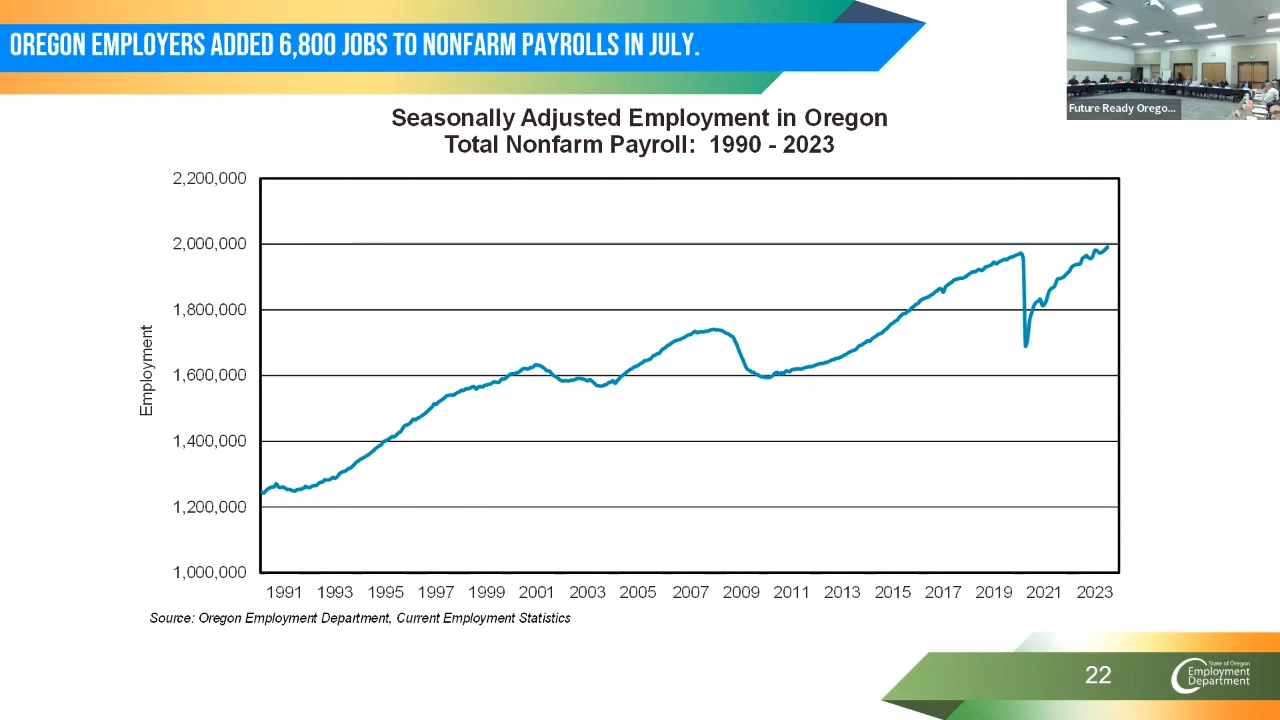 OREGON EMPLOYERS ADDED 6,800 JOBS TO NONFARM PAYROLLS IN JULY.
Future Ready Orego...
Seasonally Adjusted Employment in Oregon
Total Nonfarm Payroll: 1990 - 2023
2,200,000
2,000,000
1,800,000
1,600,000
1,400,000
1,200,000
1,000,000
Employment
1991 1993 1995 1997 1999 2001 2003 2005 2007 2009 2011 2013 2015 2017 2019 2021 2023
Source: Oregon Employment Department, Current Employment Statistics
22
State of Oregon
Employment
Department